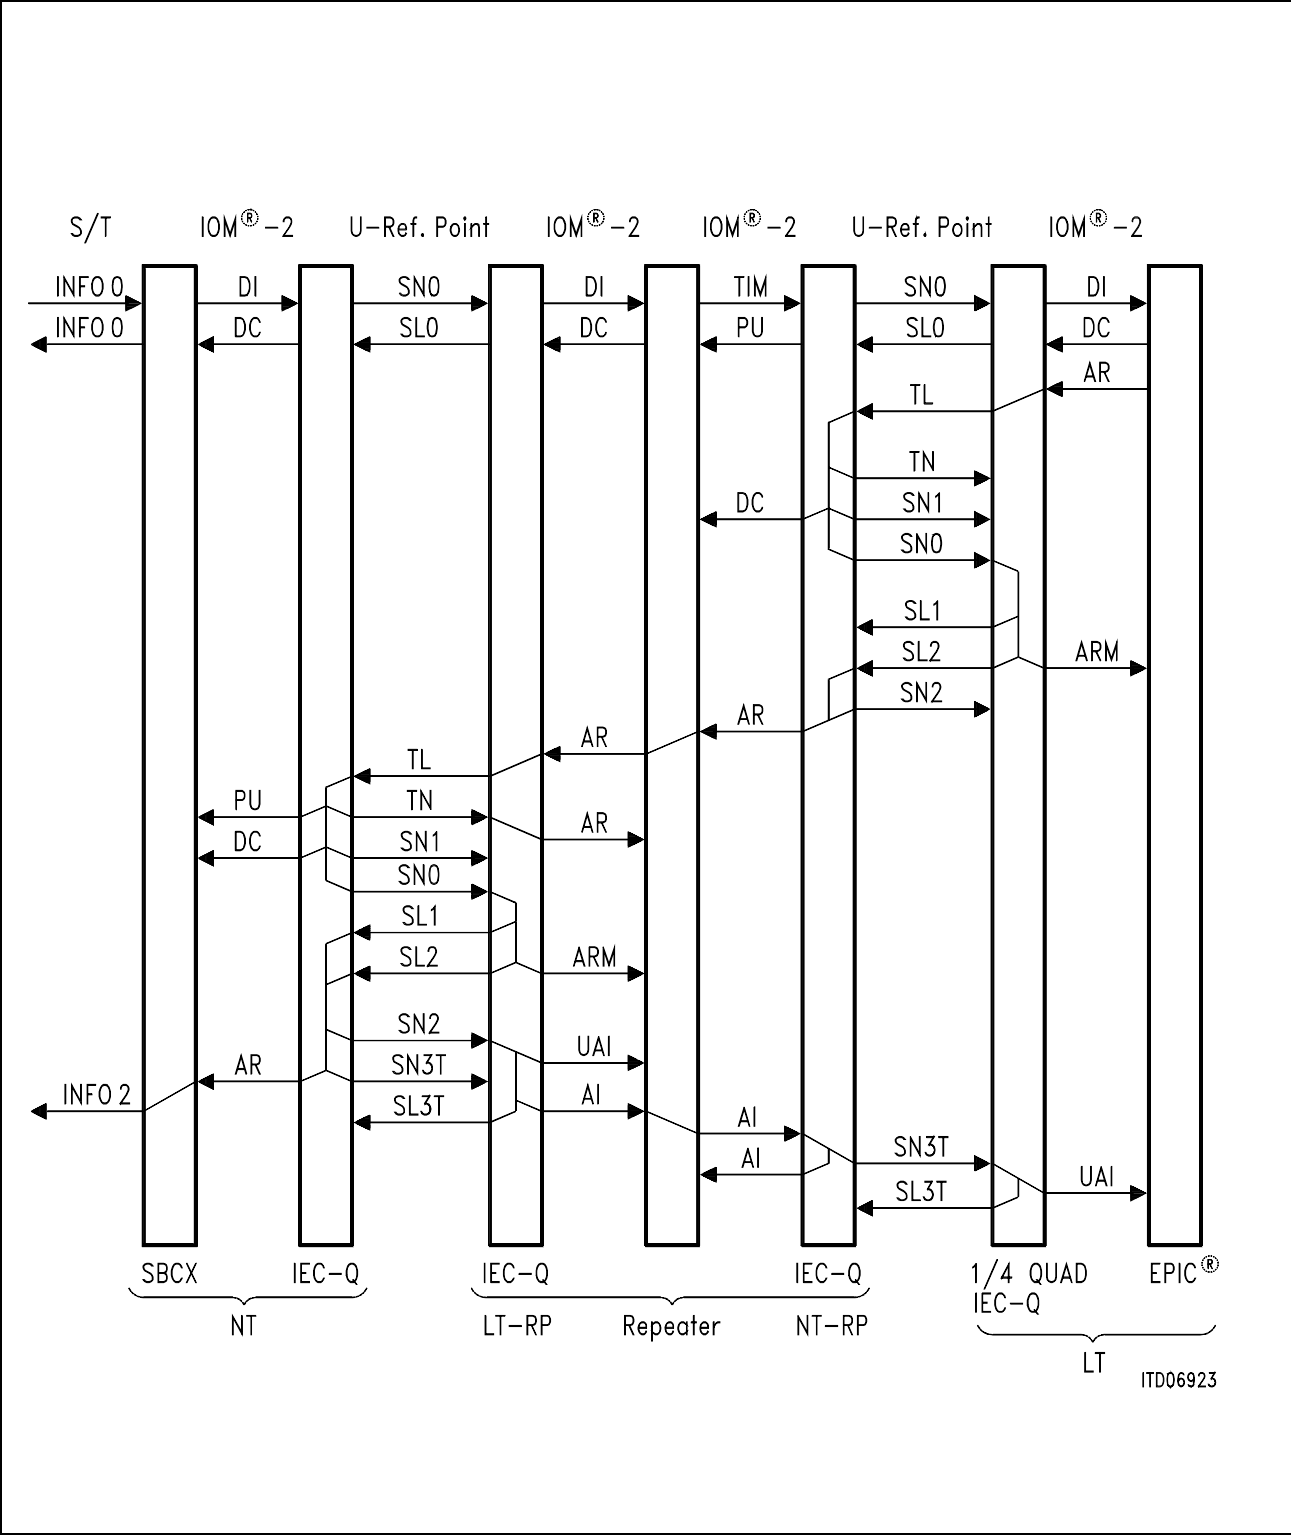 S/T IOM®-2 U-Ref. Point IOM®-2 IOM®-2 U-Ref. Point IOM®-2
INFO 0 DI SN0 DI TIM SN0 DI
INFO 0 DC SL0 DC PU SL0 DC
AR
TL
TN
DC SN1
SN0
SL1
SL2 ARM
SN2
AR
AR
TL
PU TN
AR
DC SN1
SN0
SL1
SL2 ARM
SN2
UAI
AR SN3T
INFO 2 SL3T AI
AI
AI SN3T
UAI
SL3T
SBCX IEC-Q IEC-Q IEC-Q 1/4 QUAD EPIC®
IEC-Q
NT LT-RP Repeater NT-RP
LT
ITD06923